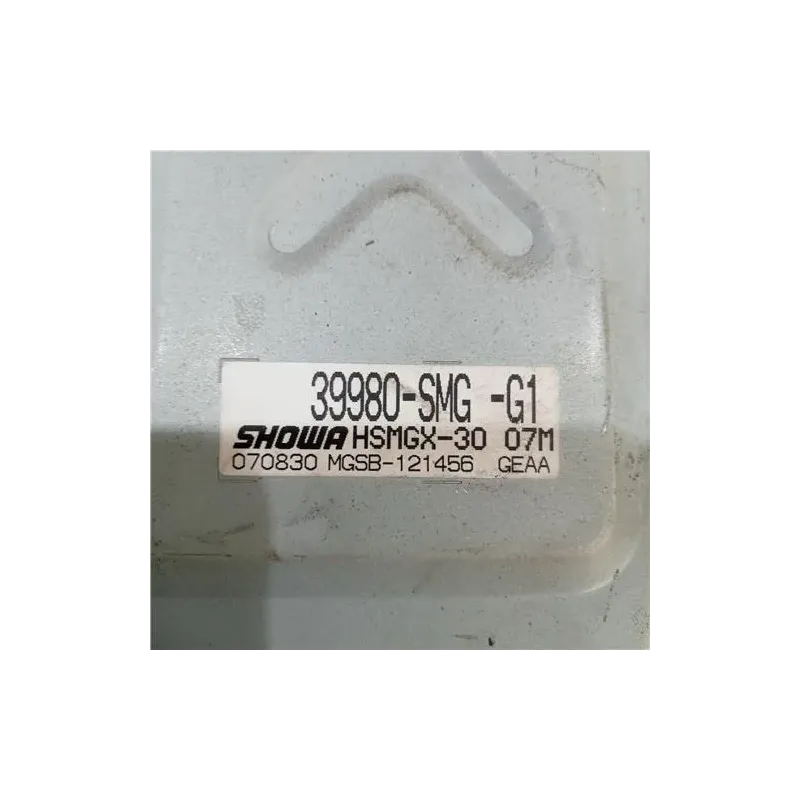 39980-SMG -G1
SHOWA HSMGX-30 07M
070830 MGSB-121456 GEAA